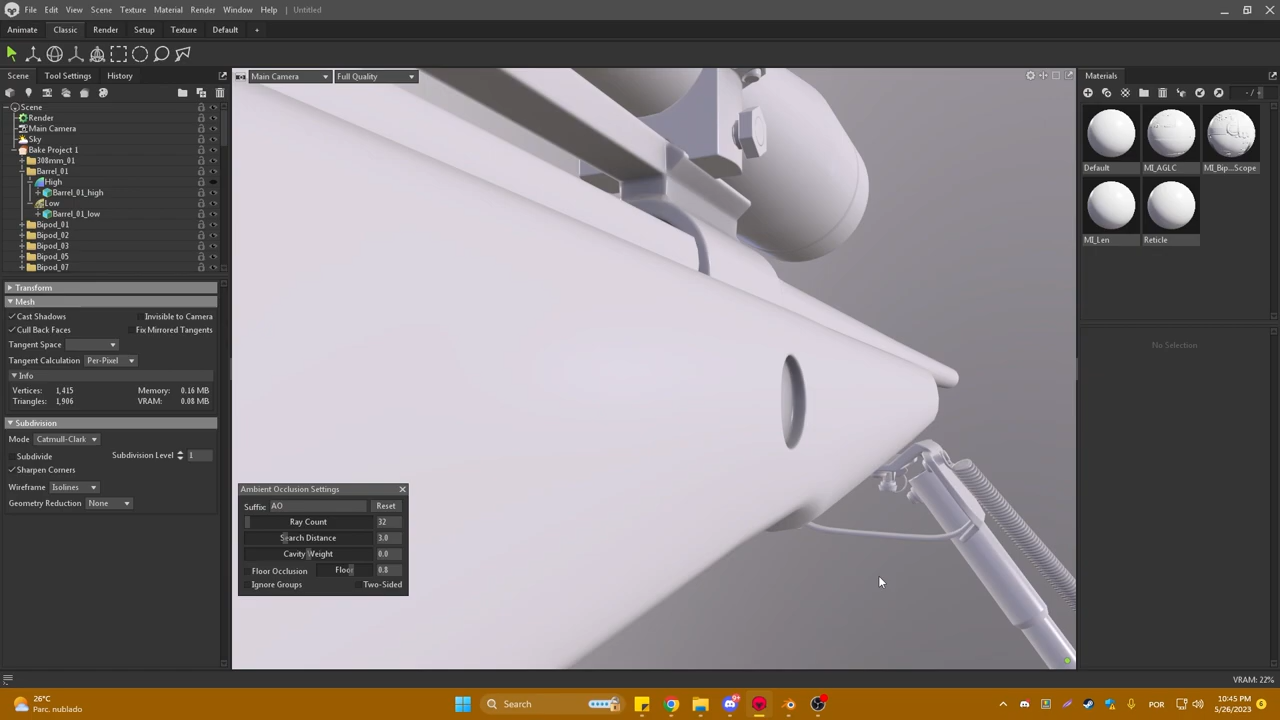 File Edit View Scene Texture Material Render Window Help Untitled
Animate Classic Render Setup Texture Default +
Scene Tool Settings History
Main Camera Full Quality
Materials
- /
Scene
Render
Main Camera
Sky
Bake Project 1
308mm_01
Barrel_01
High
Barrel_01_high
Low
Barrel_01_low
Bipod_01
Bipod_02
Bipod_03
Bipod_05
Bipod_07
Transform
Mesh
Cast Shadows Invisible to Camera
Cull Back Faces Fix Mirrored Tangents
Tangent Space
Tangent Calculation Per-Pixel
Info
Vertices: 1,415 Memory: 0.16 MB
Triangles: 1,906 VRAM: 0.08 MB
Subdivision
Mode Catmull-Clark
Subdivide Subdivision Level 1
Sharpen Corners
Wireframe Isolines
Geometry Reduction None
Ambient Occlusion Settings
Suffix AO Reset
Ray Count 32
Search Distance 3.0
Cavity Weight 0.0
Floor Occlusion Floor 0.8
Ignore Groups Two-Sided
Default MI_AGLC MI_Bip...Scope
MI_Len Reticle
No Selection
VRAM: 22%
26°C
Parc. nublado
Search
POR
10:45 PM
5/26/2023